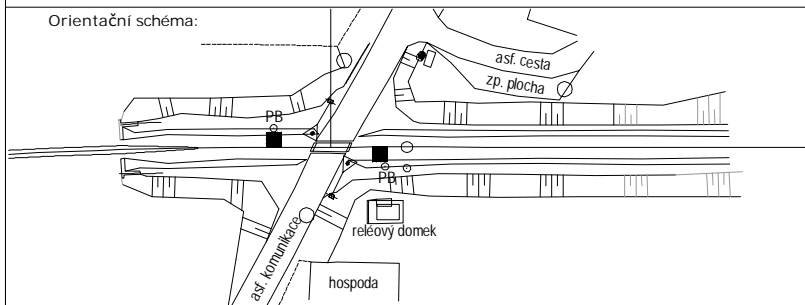 Orientační schéma:
asf. cesta
zp. plocha
PB
PB
reléový domek
asf. komunikace
hospoda